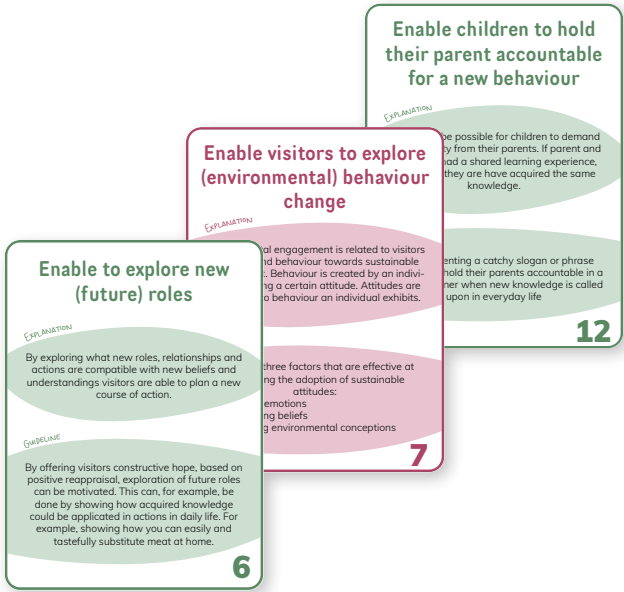 Enable children to hold
their parent accountable
for a new behaviour
EXPLANATION
be possible for children to demand
ty from their parents. If parent and
had a shared learning experience,
they are have acquired the same
knowledge.
enting a catchy slogan or phrase
hold their parents accountable in a
ner when new knowledge is called
upon in everyday life
12
Enable visitors to explore
(environmental) behaviour
change
EXPLANATION
al engagement is related to visitors
nd behaviour towards sustainable
t. Behaviour is created by an indivi-
ng a certain attitude. Attitudes are
o behaviour an individual exhibits.
three factors that are effective at
ng the adoption of sustainable
attitudes:
emotions
ng beliefs
g environmental conceptions
7
Enable to explore new
(future) roles
EXPLANATION
By exploring what new roles, relationships and
actions are compatible with new beliefs and
understandings visitors are able to plan a new
course of action.
GUIDELINE
By offering visitors constructive hope, based on
positive reappraisal, exploration of future roles
can be motivated. This can, for example, be
done by showing how acquired knowledge
could be applicated in actions in daily life. For
example, showing how you can easily and
tastefully substitute meat at home.
6